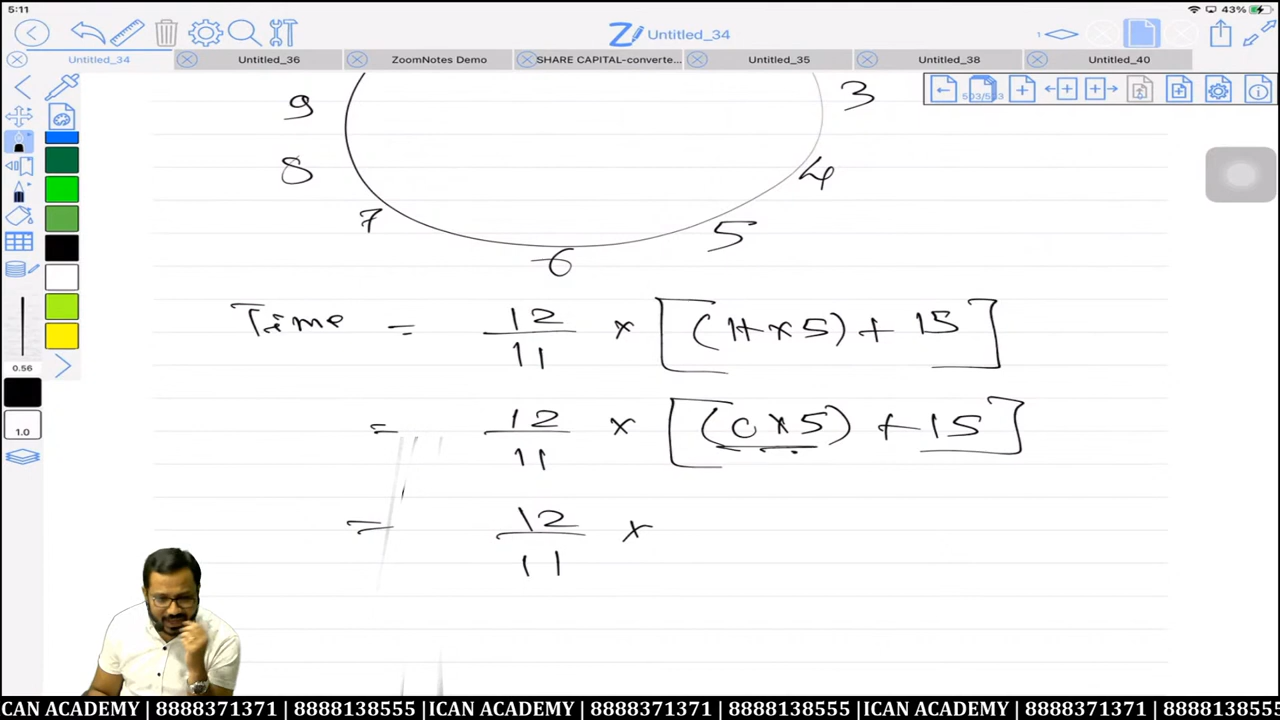 5:11
43%
Untitled_34
Untitled_34
Untitled_36
ZoomNotes Demo
SHARE CAPITAL-converte...
Untitled_35
Untitled_38
Untitled_40
503/503
9
3
8
4
7
5
6
Time = 12/11 × [(H×5) + 15]
= 12/11 × [(0×5) + 15]
= 12/11 ×
0.56
1.0
CAN ACADEMY | 8888371371 | 8888138555 |ICAN ACADEMY | 8888371371 | 8888138555 |ICAN ACADEMY | 8888371371 | 8888138555